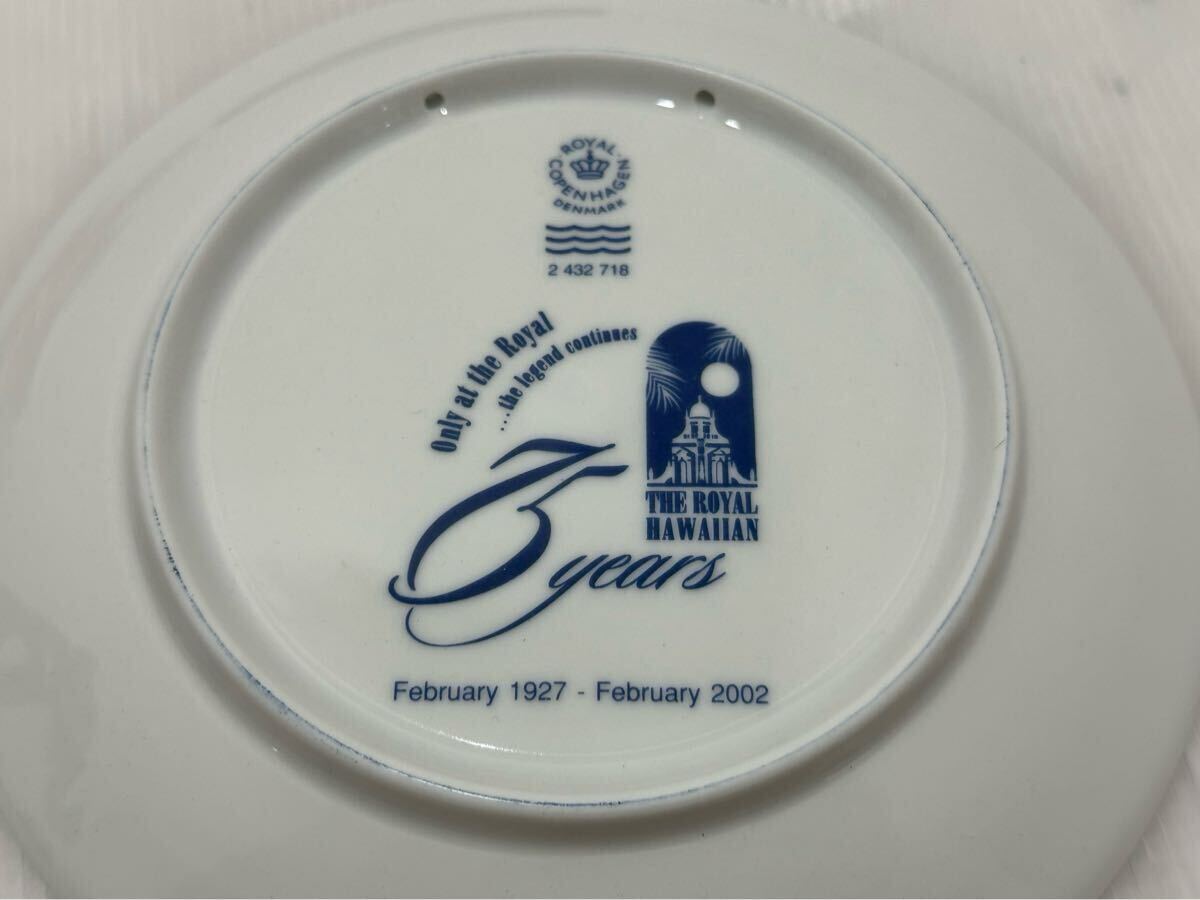 ROYAL COPENHAGEN
DENMARK
2 432 718
Only at the Royal
....the legend continues
THE ROYAL
HAWAIIAN
75 years
February 1927 - February 2002